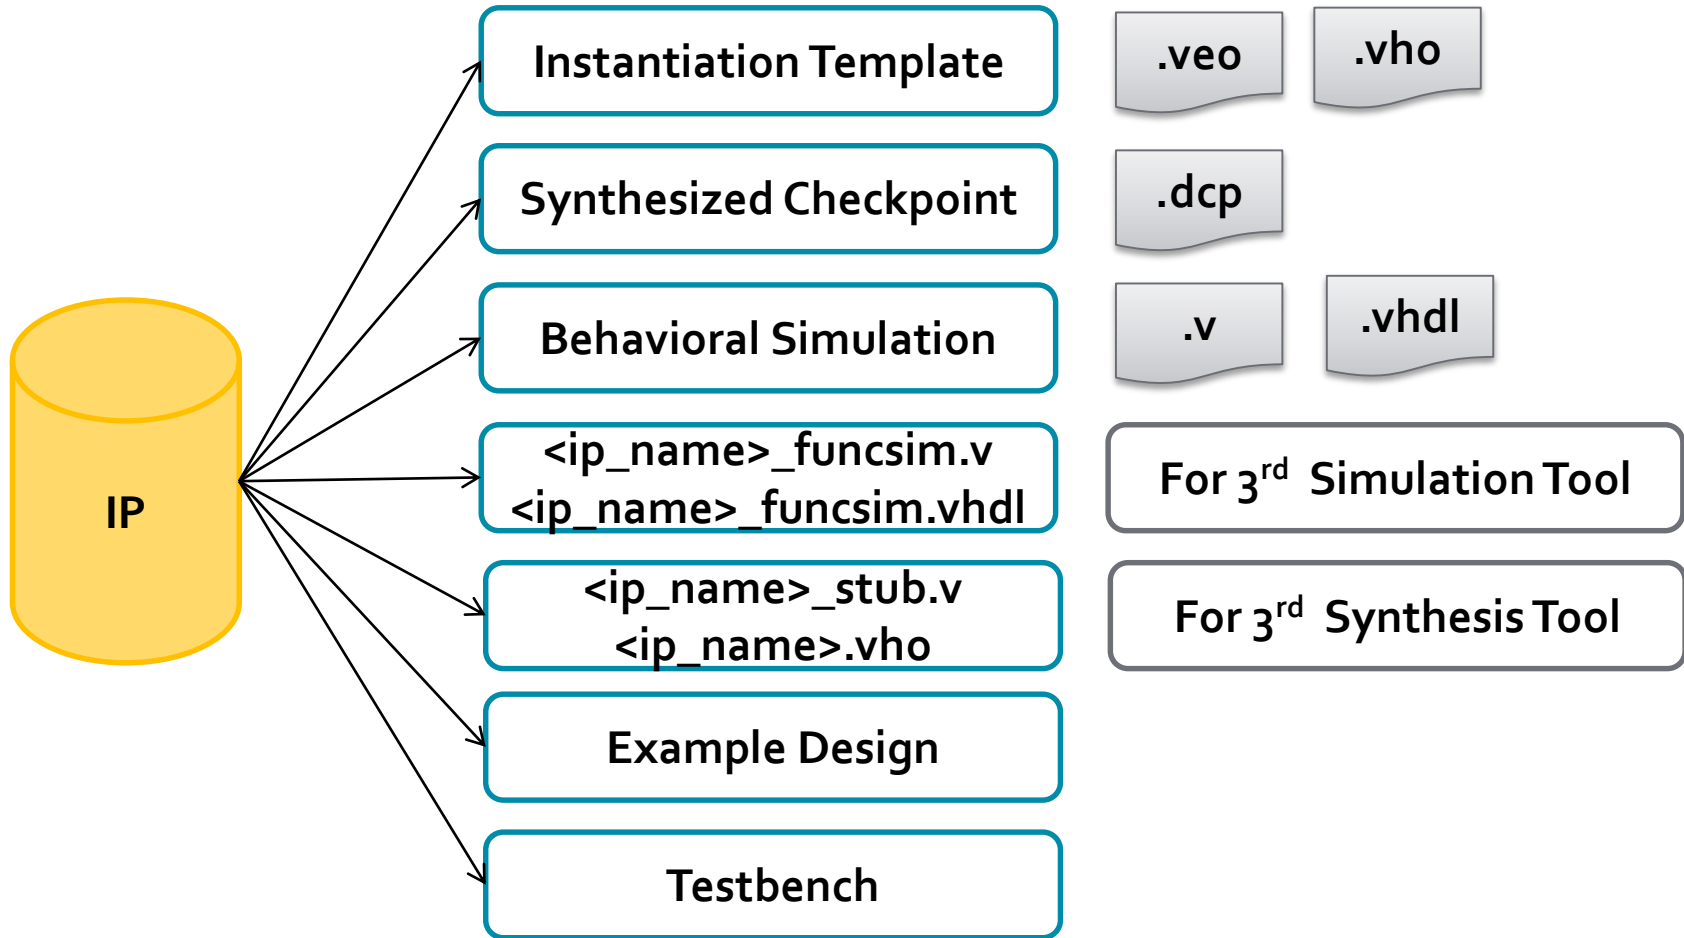 Instantiation Template
.veo
.vho
Synthesized Checkpoint
.dcp
Behavioral Simulation
.v
.vhdl
IP
<ip_name>_funcsim.v
<ip_name>_funcsim.vhdl
For 3rd Simulation Tool
<ip_name>_stub.v
<ip_name>.vho
For 3rd Synthesis Tool
Example Design
Testbench